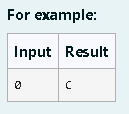 For example:
Input Result
0 C